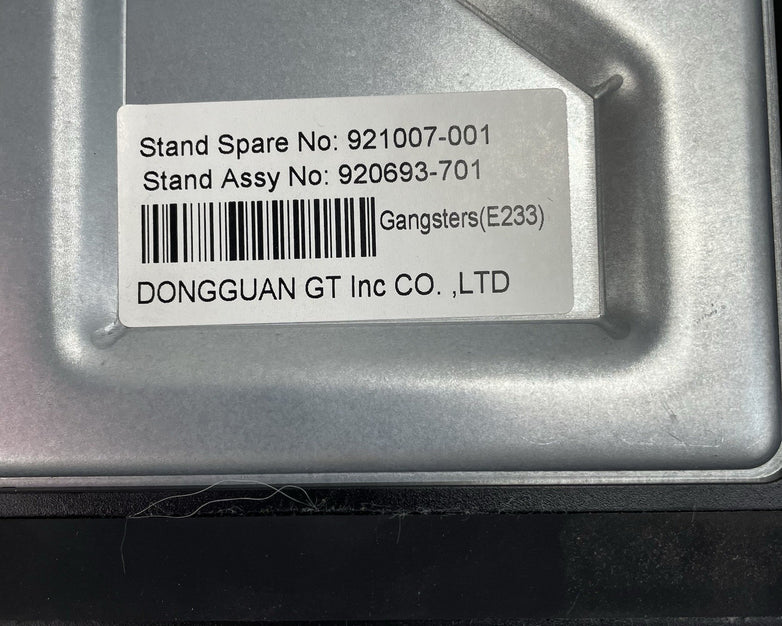 Stand Spare No: 921007-001
Stand Assy No: 920693-701
Gangsters(E233)
DONGGUAN GT Inc CO. ,LTD